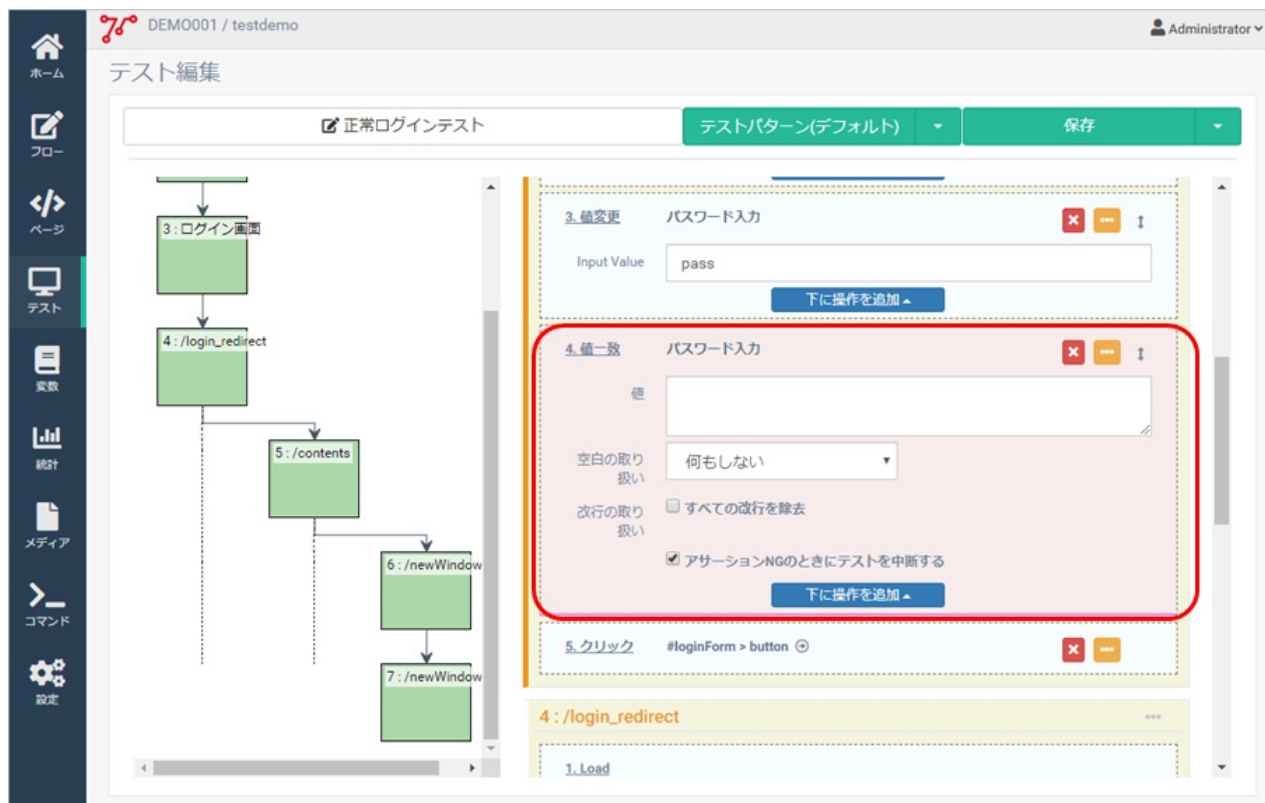 DEMO001 / testdemo
Administrator
ホーム
フロー
ページ
テスト
変数
統計
メディア
コマンド
設定
テスト編集
正常ログインテスト
テストパターン(デフォルト)
保存
3 : ログイン画面
4 : /login_redirect
5 : /contents
6 : /newWindow
7 : /newWindow
3. 値変更 パスワード入力
Input Value pass
下に操作を追加
4. 値一致 パスワード入力
値
空白の取り
扱い
何もしない
改行の取り
扱い
すべての改行を除去
アサーションNGのときにテストを中断する
下に操作を追加
5. クリック #loginForm > button
4 : /login_redirect
1. Load